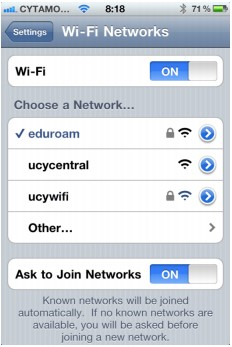 CYTAMO... 8:18 71 %
Settings Wi-Fi Networks
Wi-Fi ON
Choose a Network...
eduroam
ucycentral
ucywifi
Other...
Ask to Join Networks ON
Known networks will be joined
automatically. If no known networks are
available, you will be asked before
joining a new network.